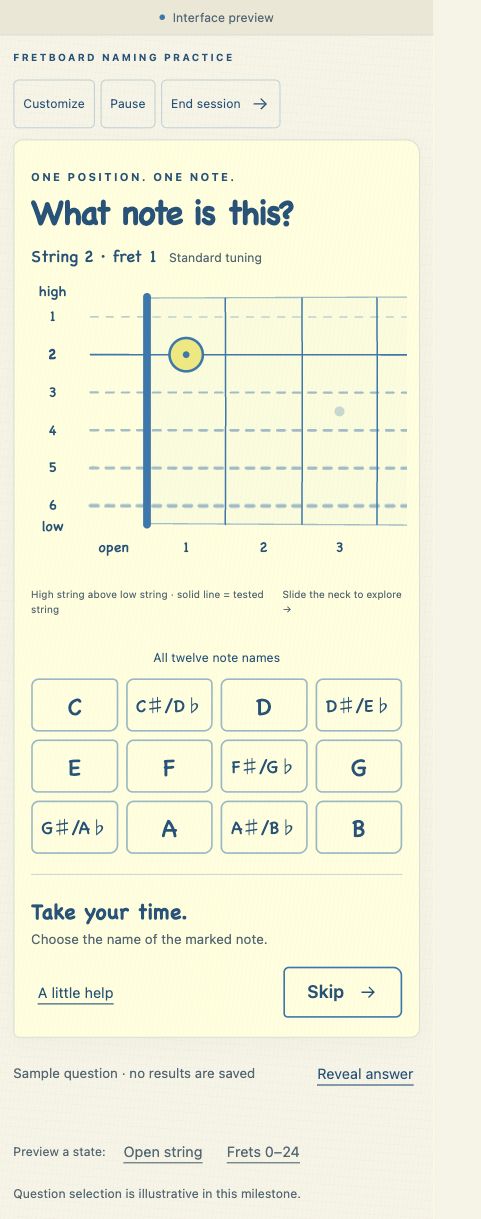 Interface preview
FRETBOARD NAMING PRACTICE
Customize Pause End session →
ONE POSITION. ONE NOTE.
What note is this?
String 2 · fret 1 Standard tuning
high
1
2
3
4
5
6
low
open 1 2 3
High string above low string · solid line = tested
string
Slide the neck to explore
→
All twelve note names
C C♯/D♭ D D♯/E♭
E F F♯/G♭ G
G♯/A♭ A A♯/B♭ B
Take your time.
Choose the name of the marked note.
A little help Skip →
Sample question · no results are saved Reveal answer
Preview a state: Open string Frets 0–24
Question selection is illustrative in this milestone.